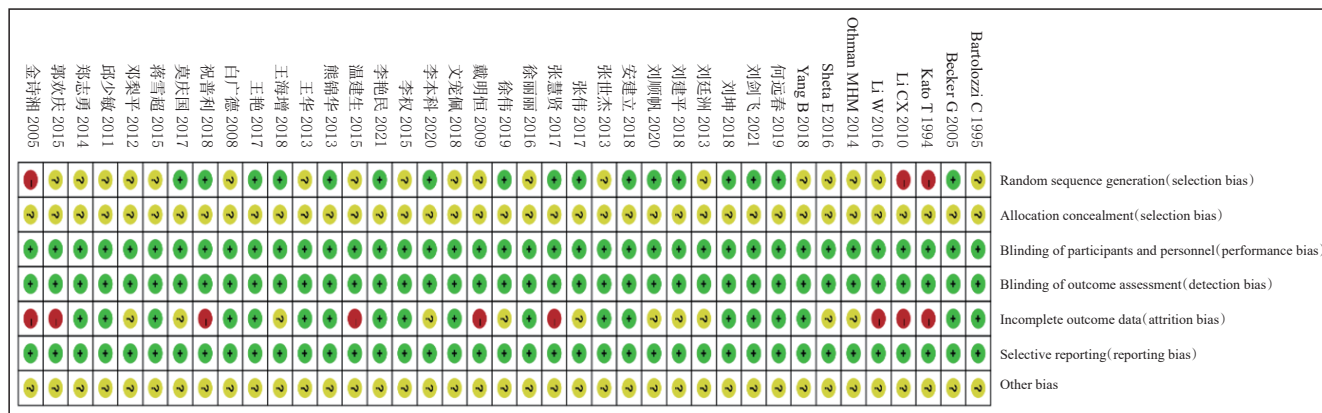 金诗湘 2005
郭欢庆 2015
郑志勇 2014
邱少敏 2011
邓梨平 2012
蒋雪超 2015
莫庆国 2017
祝普利 2018
白广德 2008
王艳 2017
王海增 2018
王华 2013
熊锦华 2013
温建生 2015
李艳民 2021
李权 2015
李本科 2020
文宠佩 2018
戴明恒 2009
徐伟 2019
徐丽丽 2016
张慧贤 2017
张伟 2017
张世杰 2013
安建立 2018
刘顺帆 2020
刘建平 2018
刘廷洲 2013
刘坤 2018
刘剑飞 2021
何远春 2019
Yang B 2018
Sheta E 2016
Othman MHM 2014
Li W 2016
Li CX 2010
Kato T 1994
Becker G 2005
Bartolozzi C 1995
Random sequence generation(selection bias)
Allocation concealment(selection bias)
Blinding of participants and personnel(performance bias)
Blinding of outcome assessment(detection bias)
Incomplete outcome data(attrition bias)
Selective reporting(reporting bias)
Other bias